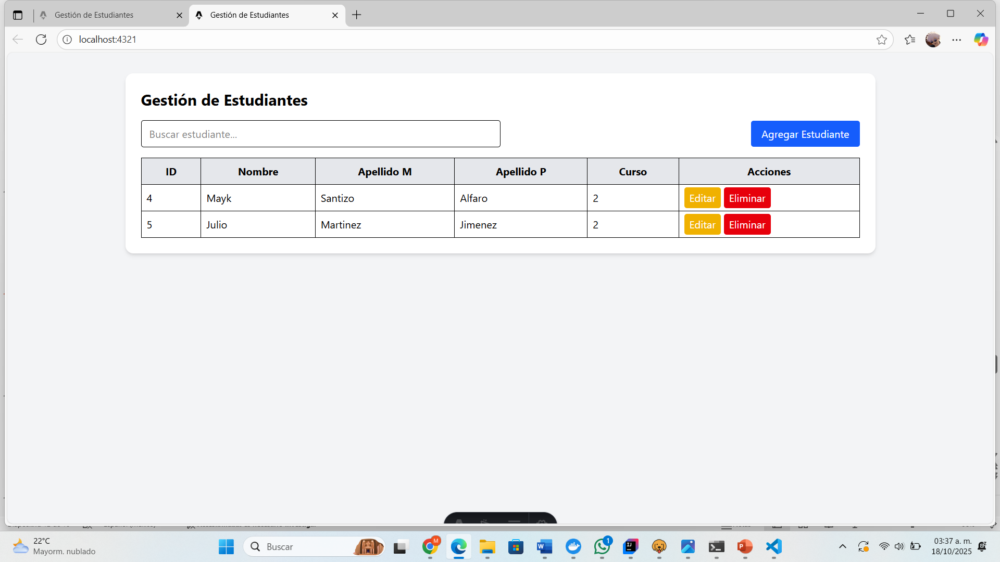 Gestión de Estudiantes
Gestión de Estudiantes
localhost:4321
Gestión de Estudiantes
Buscar estudiante...
Agregar Estudiante
ID Nombre Apellido M Apellido P Curso Acciones
4 Mayk Santizo Alfaro 2 Editar Eliminar
5 Julio Martinez Jimenez 2 Editar Eliminar
22°C
Mayorm. nublado
Buscar
M
W
1
IJ
P
03:37 a. m.
18/10/2025